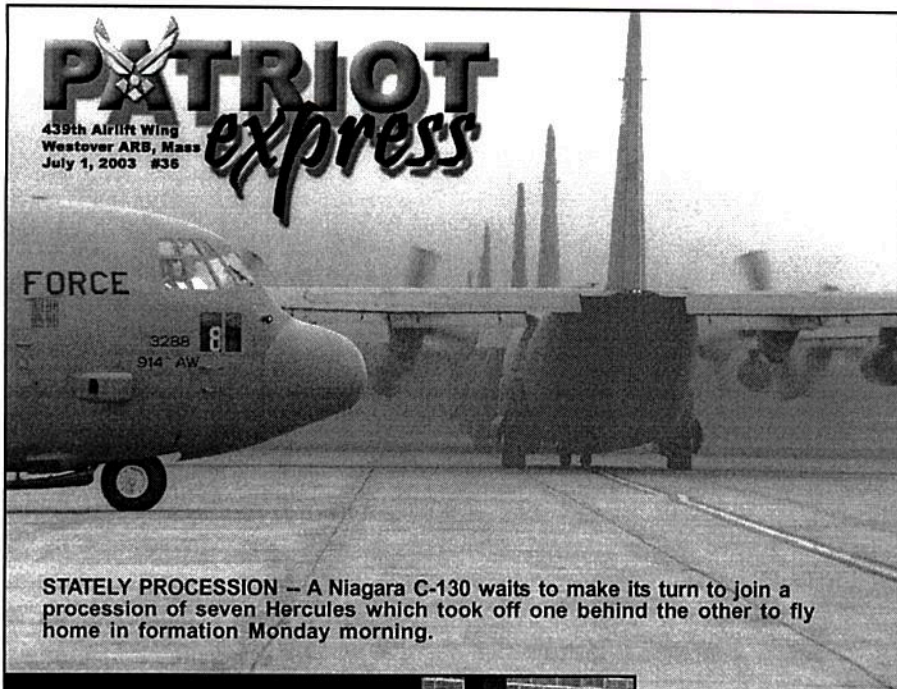 PATRIOT
express
439th Airlift Wing
Westover ARB, Mass
July 1, 2003 #36
FORCE
3288
914 AW
8
STATELY PROCESSION -- A Niagara C-130 waits to make its turn to join a
procession of seven Hercules which took off one behind the other to fly
home in formation Monday morning.